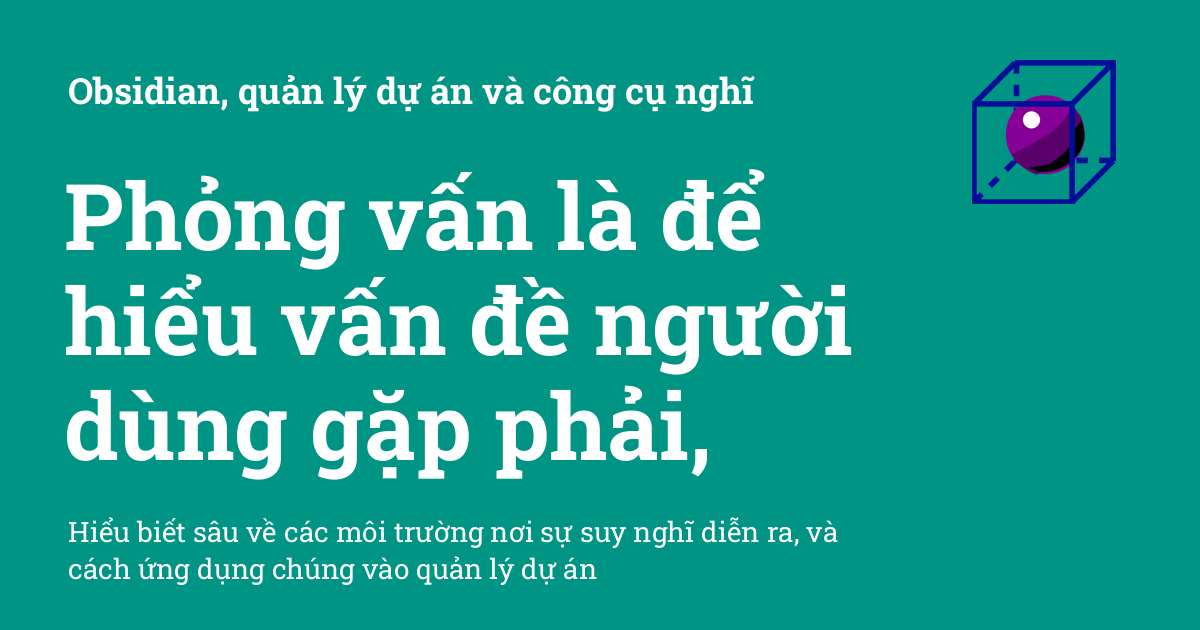 Obsidian, quản lý dự án và công cụ nghĩ
Phỏng vấn là để
hiểu vấn đề người
dùng gặp phải,
Hiểu biết sâu về các môi trường nơi sự suy nghĩ diễn ra, và
cách ứng dụng chúng vào quản lý dự án